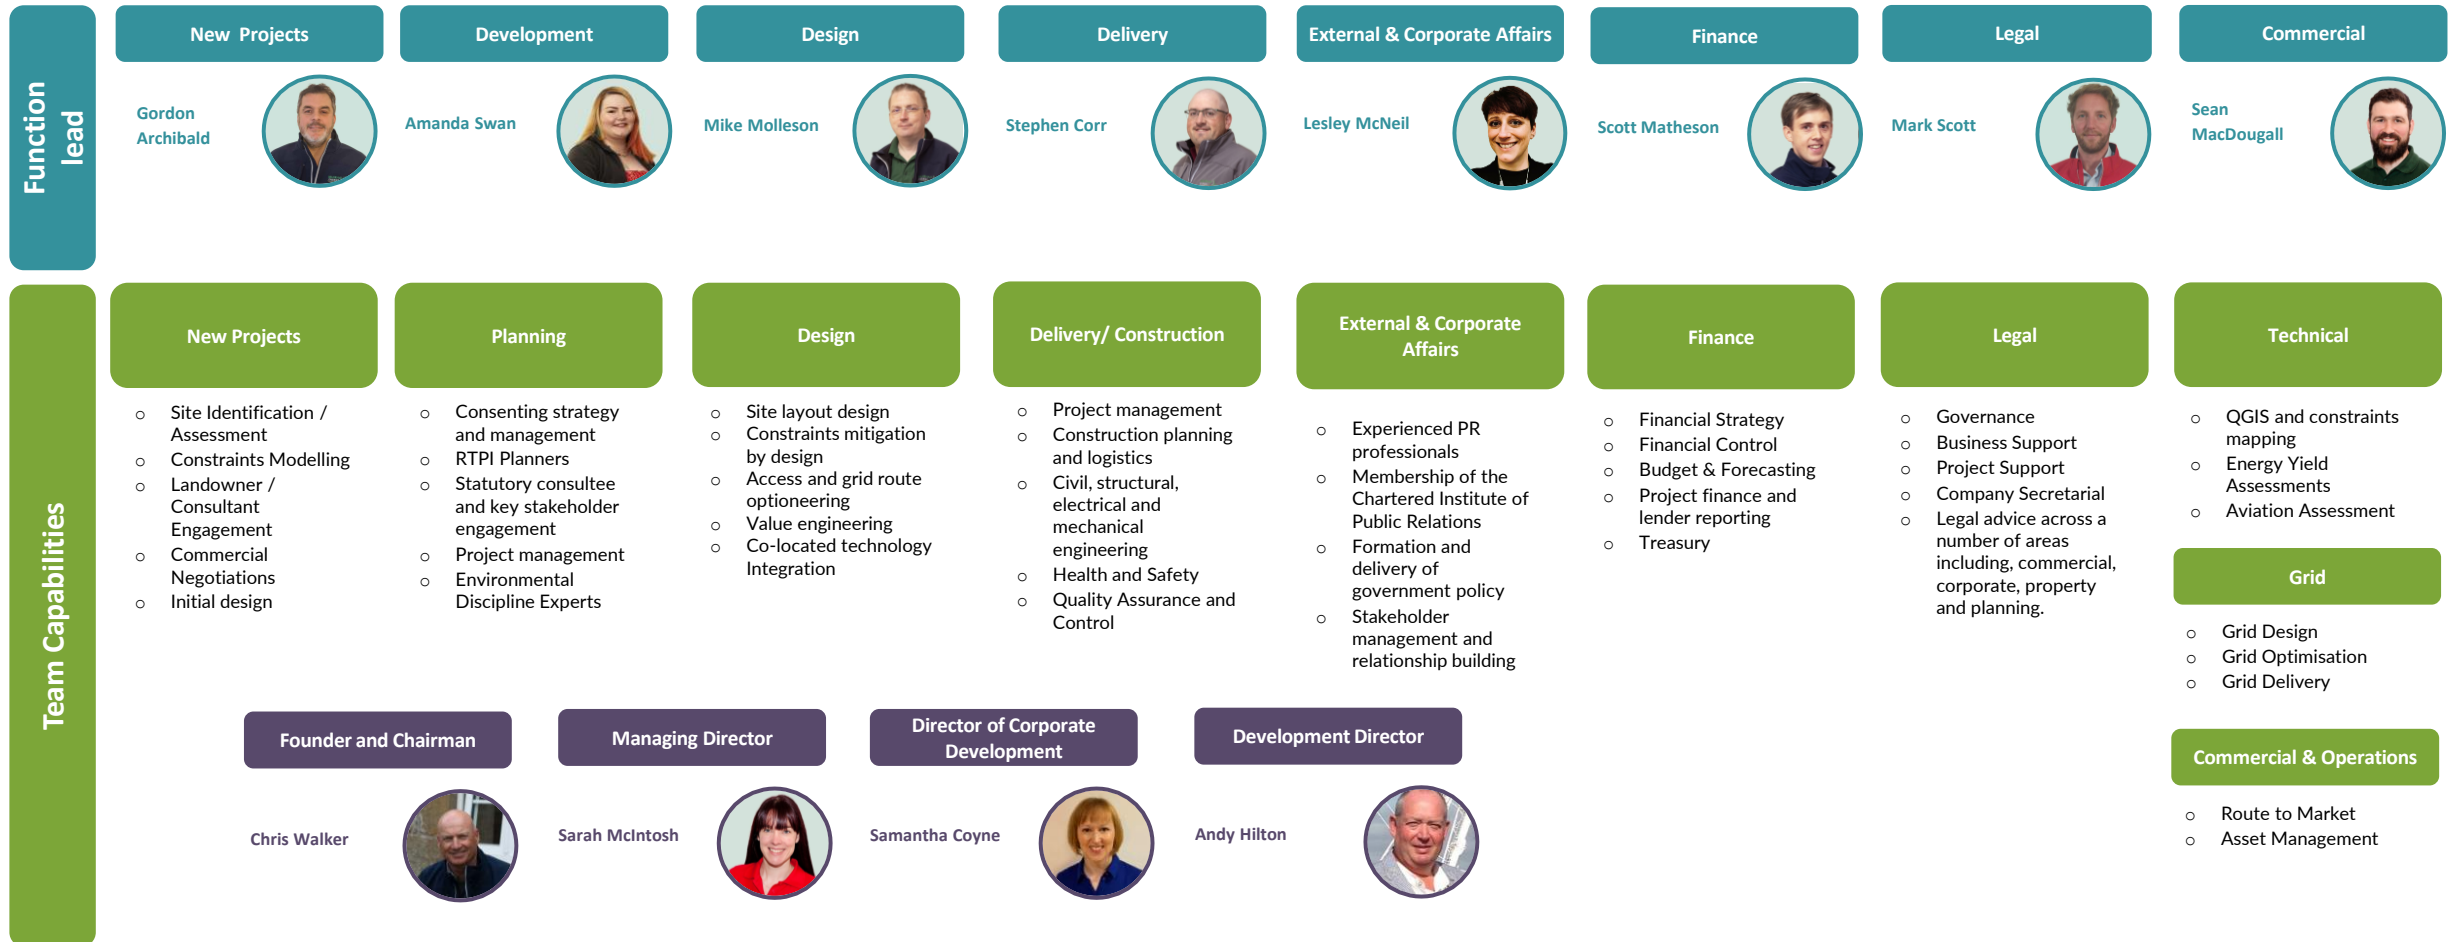 Function
lead
New  Projects
Development
Design
Delivery
External & Corporate Affairs
Finance
Legal
Commercial
Gordon
Archibald
Amanda Swan
Mike Molleson
Stephen Corr
Lesley McNeil
Scott Matheson
Mark Scott
Sean
MacDougall
Team Capabilities
New Projects
○ Site Identification /
Assessment
○ Constraints Modelling
○ Landowner /
Consultant
Engagement
○ Commercial
Negotiations
○ Initial design
Planning
○ Consenting strategy
and management
○ RTPI Planners
○ Statutory consultee
and key stakeholder
engagement
○ Project management
○ Environmental
Discipline Experts
Design
○ Site layout design
○ Constraints mitigation
by design
○ Access and grid route
optioneering
○ Value engineering
○ Co-located technology
Integration
Delivery/ Construction
○ Project management
○ Construction planning
and logistics
○ Civil, structural,
electrical and
mechanical
engineering
○ Health and Safety
○ Quality Assurance and
Control
External & Corporate
Affairs
○ Experienced PR
professionals
○ Membership of the
Chartered Institute of
Public Relations
○ Formation and
delivery of
government policy
○ Stakeholder
management and
relationship building
Finance
○ Financial Strategy
○ Financial Control
○ Budget & Forecasting
○ Project finance and
lender reporting
○ Treasury
Legal
○ Governance
○ Business Support
○ Project Support
○ Company Secretarial
○ Legal advice across a
number of areas
including, commercial,
corporate, property
and planning.
Technical
○ QGIS and constraints
mapping
○ Energy Yield
Assessments
○ Aviation Assessment
Grid
○ Grid Design
○ Grid Optimisation
○ Grid Delivery
Commercial & Operations
○ Route to Market
○ Asset Management
Founder and Chairman
Managing Director
Director of Corporate
Development
Development Director
Chris Walker
Sarah McIntosh
Samantha Coyne
Andy Hilton